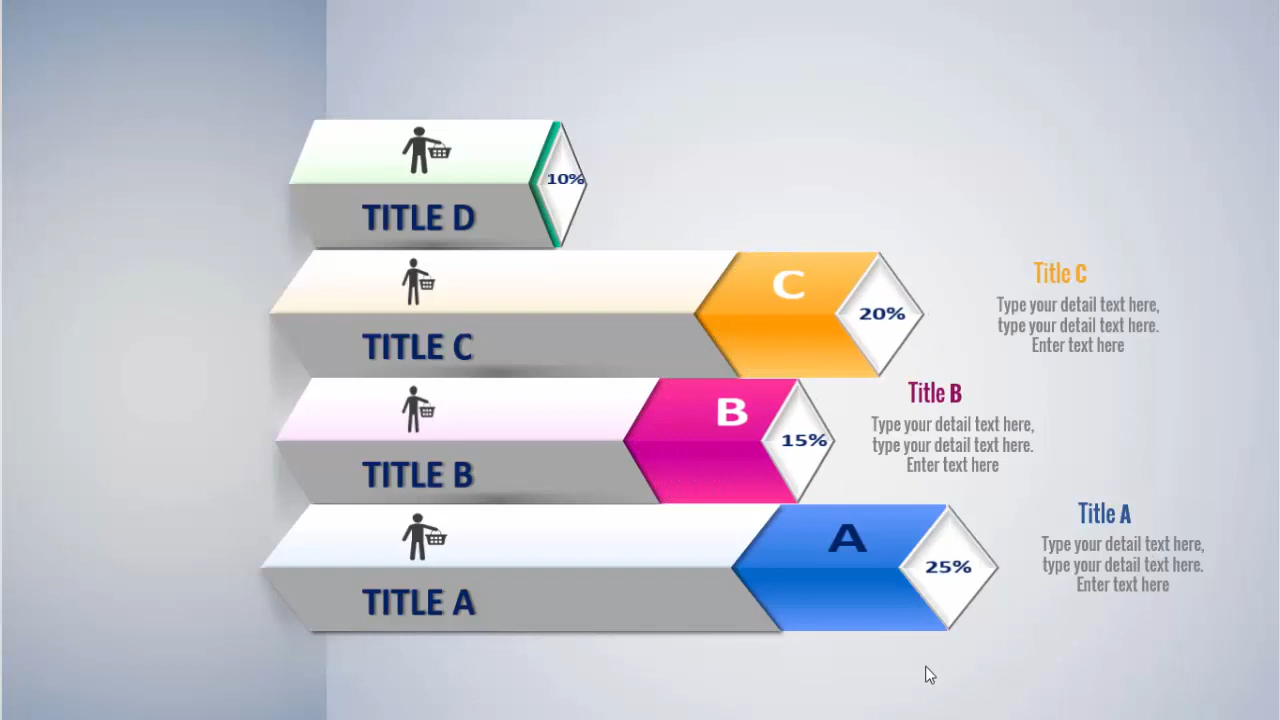 10%
TITLE D
C
20%
TITLE C
Title C
Type your detail text here,
type your detail text here.
Enter text here
B
15%
TITLE B
Title B
Type your detail text here,
type your detail text here.
Enter text here
A
25%
TITLE A
Title A
Type your detail text here,
type your detail text here.
Enter text here